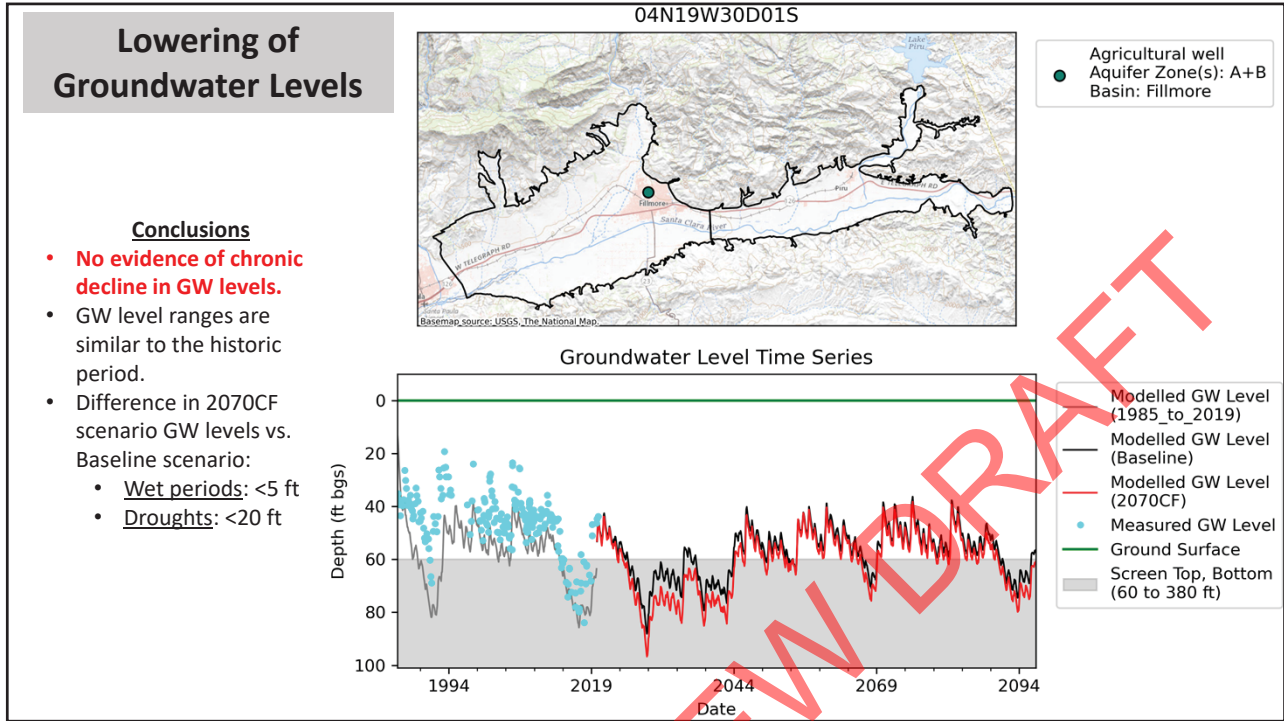 Lowering of
Groundwater Levels
Conclusions
• No evidence of chronic
decline in GW levels.
• GW level ranges are
similar to the historic
period.
• Difference in 2070CF
scenario GW levels vs.
Baseline scenario:
• Wet periods: <5 ft
• Droughts: <20 ft
04N19W30D01S
Lake
Piru
Piru
E TELEGRAPH RD
126
Fillmore
Santa Clara
River
W TELEGRAPH RD
Santa Paula
Basemap source: USGS, The National Map.
Agricultural well
Aquifer Zone(s): A+B
Basin: Fillmore
Groundwater Level Time Series
Depth (ft bgs)
0
20
40
60
80
100
1994
2019
2044
2069
2094
Date
Modelled GW Level
(1985_to_2019)
Modelled GW Level
(Baseline)
Modelled GW Level
(2070CF)
Measured GW Level
Ground Surface
Screen Top, Bottom
(60 to 380 ft)
DRAFT